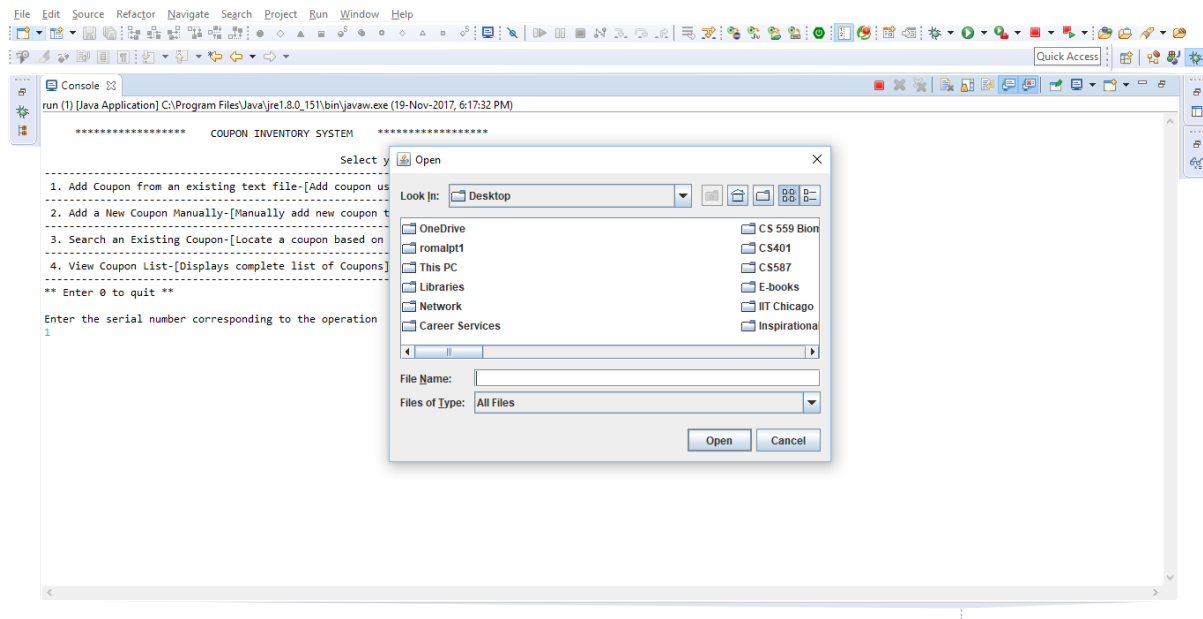 File Edit Source Refactor Navigate Search Project Run Window Help
Quick Access
Console
run (1) [Java Application] C:\Program Files\Java\jre1.8.0_151\bin\javaw.exe (19-Nov-2017, 6:17:32 PM)
****************** COUPON INVENTORY SYSTEM ******************
Select y
1. Add Coupon from an existing text file-[Add coupon us
2. Add a New Coupon Manually-[Manually add new coupon t
3. Search an Existing Coupon-[Locate a coupon based on
4. View Coupon List-[Displays complete list of Coupons]
** Enter 0 to quit **
Enter the serial number corresponding to the operation
1
Open
Look In: Desktop
OneDrive
romalpt1
This PC
Libraries
Network
Career Services
CS 559 Biom
CS401
CS587
E-books
IIT Chicago
Inspirational
File Name:
Files of Type: All Files
Open Cancel